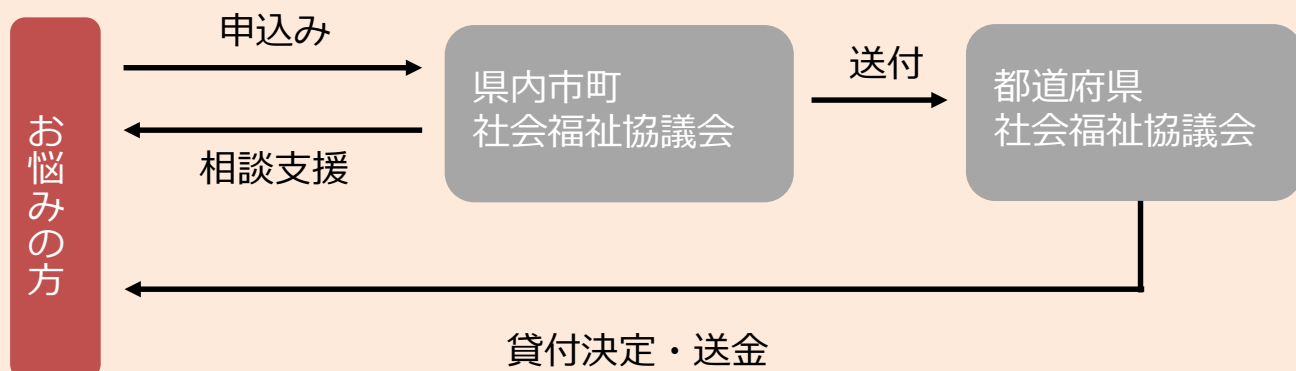 お悩みの方
申込み
相談支援
県内市町
社会福祉協議会
送付
都道府県
社会福祉協議会
貸付決定・送金